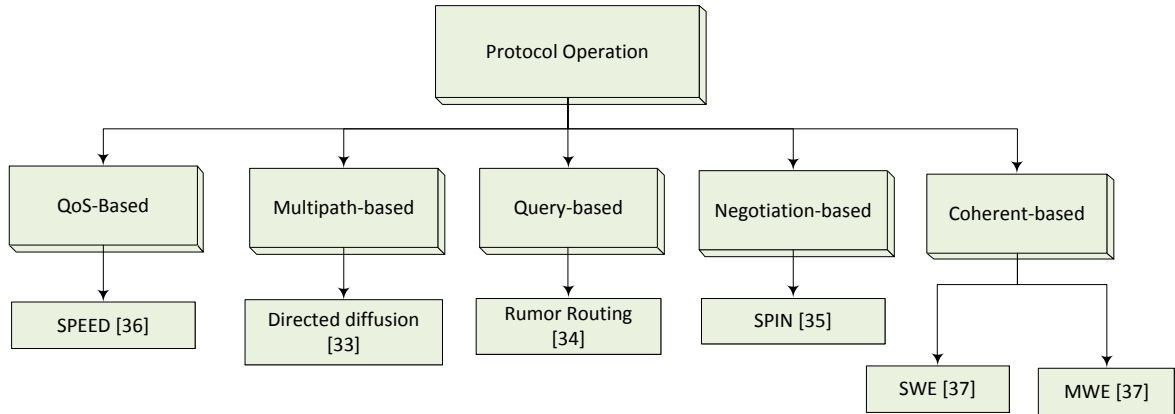 Protocol Operation
QoS-Based
Multipath-based
Query-based
Negotiation-based
Coherent-based
SPEED [36]
Directed diffusion
[33]
Rumor Routing
[34]
SPIN [35]
SWE [37]
MWE [37]